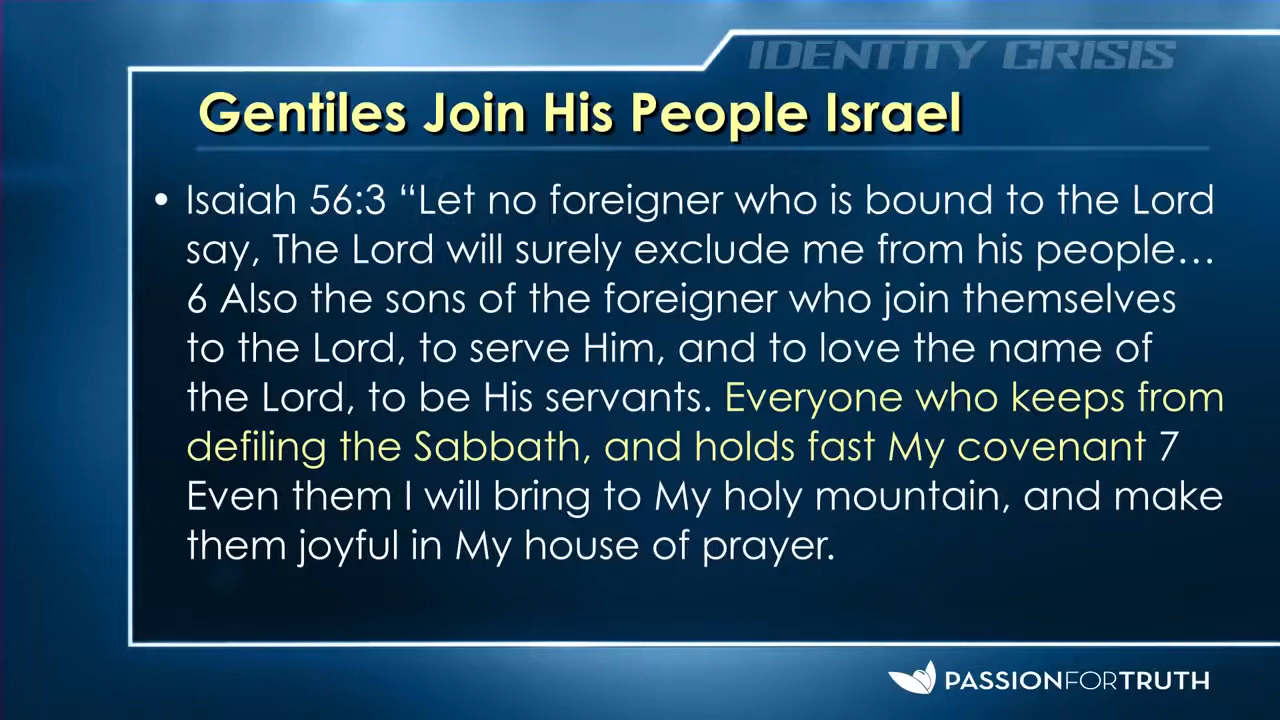 IDENTITY CRISIS
Gentiles Join His People Israel
• Isaiah 56:3 “Let no foreigner who is bound to the Lord
say, The Lord will surely exclude me from his people…
6 Also the sons of the foreigner who join themselves
to the Lord, to serve Him, and to love the name of
the Lord, to be His servants. Everyone who keeps from
defiling the Sabbath, and holds fast My covenant 7
Even them I will bring to My holy mountain, and make
them joyful in My house of prayer.
PASSIONFORTRUTH